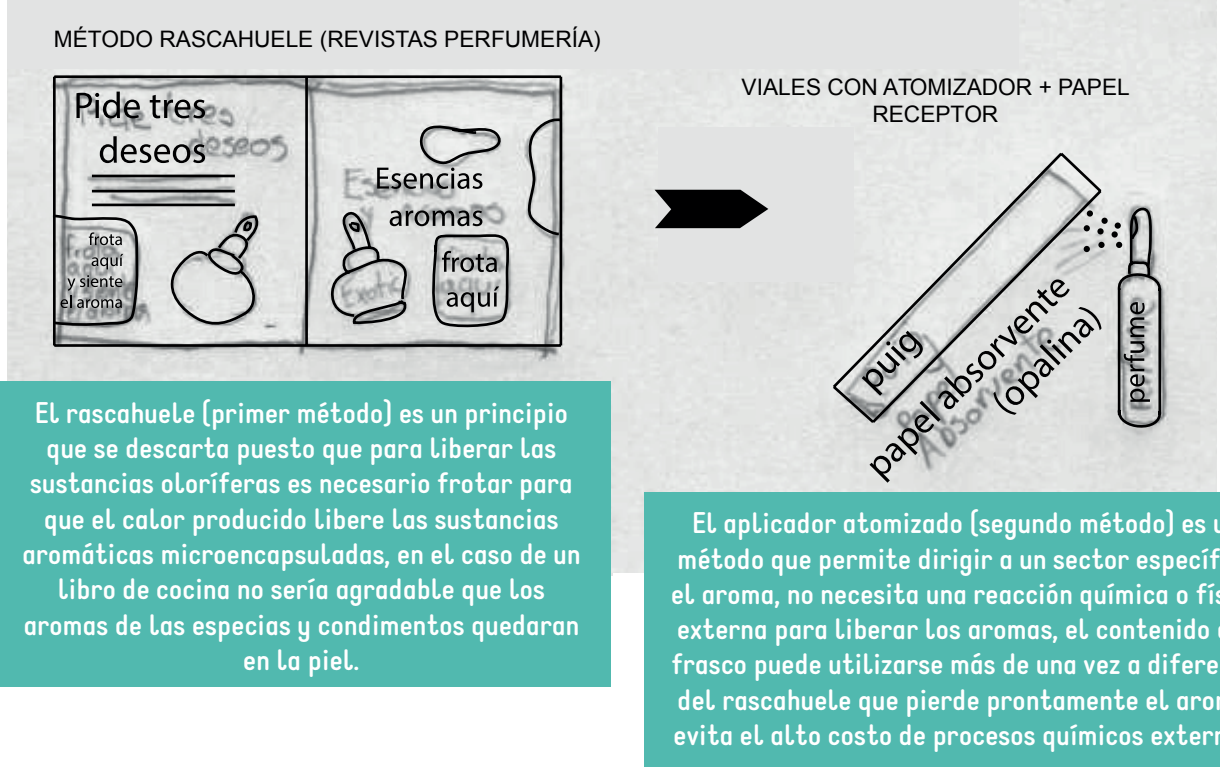 MÉTODO RASCAHUELE (REVISTAS PERFUMERÍA)
Pide tres
deseos
frota
aquí
y siente
el aroma
Esencias
aromas
Exotic
frota
aquí
El rascahuele (primer método) es un principio
que se descarta puesto que para liberar las
sustancias oloríferas es necesario frotar para
que el calor producido libere las sustancias
aromáticas microencapsuladas, en el caso de un
libro de cocina no sería agradable que los
aromas de las especias y condimentos quedaran
en la piel.
VIALES CON ATOMIZADOR + PAPEL
RECEPTOR
puig
papel absorvente
(opalina)
perfume
El aplicador atomizado (segundo método) es
método que permite dirigir a un sector
el aroma, no necesita una reacción química o
externa para liberar los aromas, el contenido
frasco puede utilizarse más de una vez a
del rascahuele que pierde prontamente el
evita el alto costo de procesos químicos